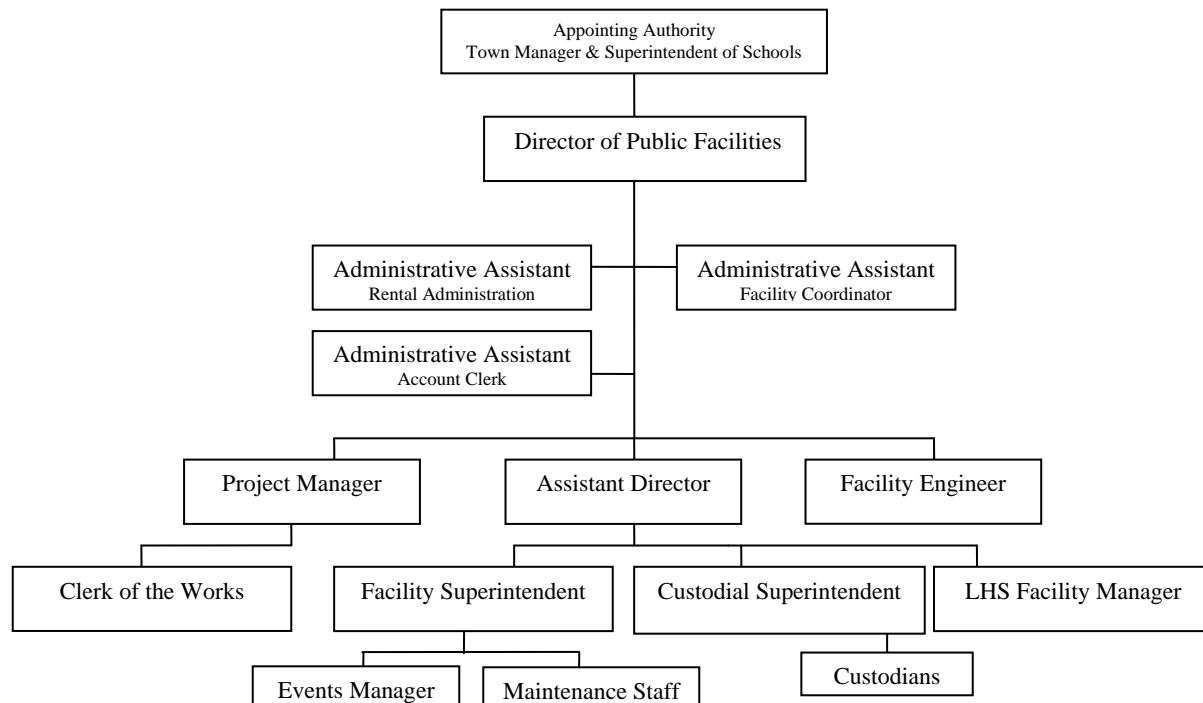 Appointing Authority
Town Manager & Superintendent of Schools
Director of Public Facilities
Administrative Assistant
Rental Administration
Administrative Assistant
Facility Coordinator
Administrative Assistant
Account Clerk
Project Manager
Assistant Director
Facility Engineer
Clerk of the Works
Facility Superintendent
Custodial Superintendent
LHS Facility Manager
Events Manager
Maintenance Staff
Custodians